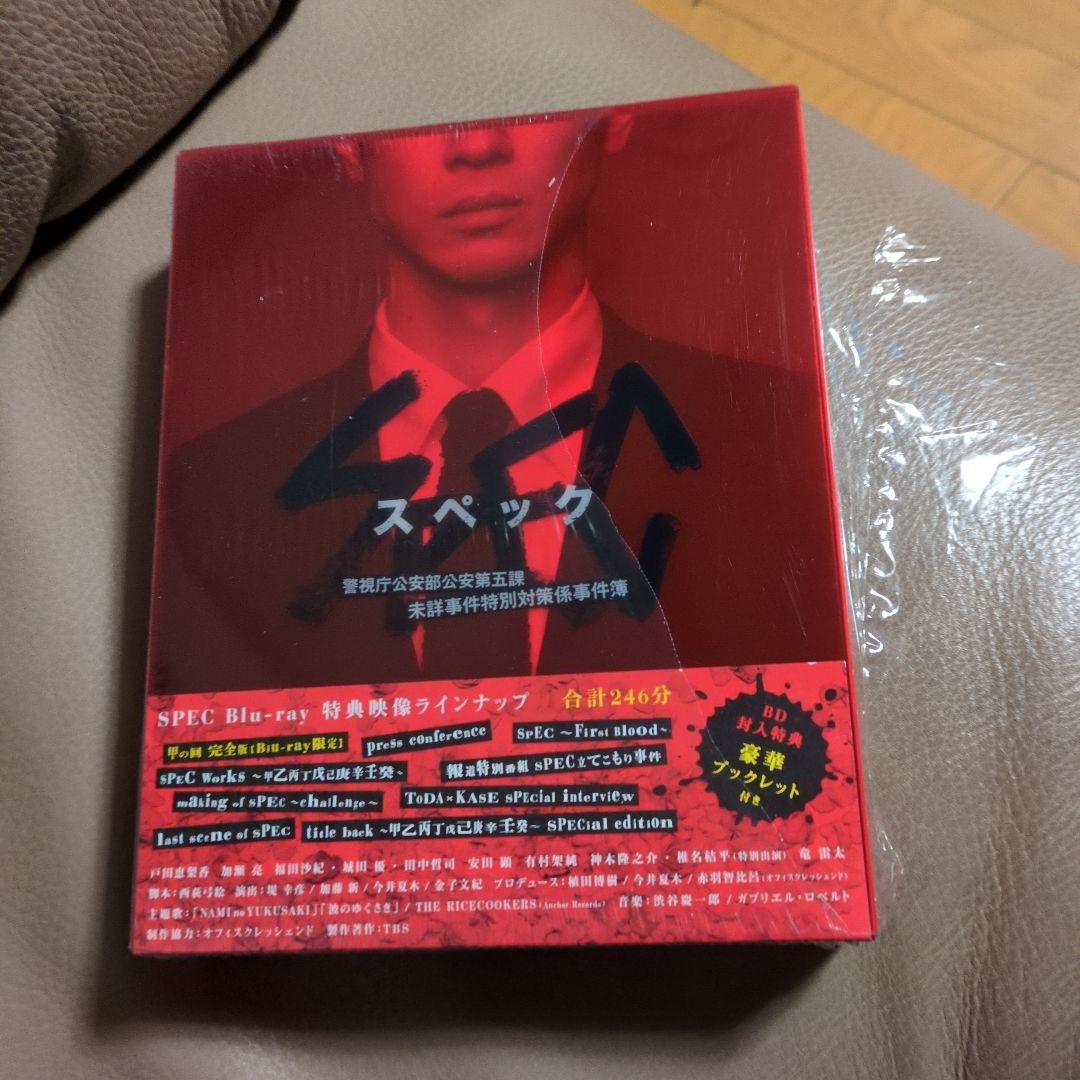 SPEC
スペック
警視庁公安部公安第五課
未詳事件特別対策係事件簿
SPEC Blu-ray 特典映像ラインナップ 合計246分
甲の回 完全版【Blu-ray限定】 press conference SPEC ～First Blood～
SPEC Works ～甲乙丙丁戊己庚辛壬癸～ 報道特別番組 SPEC立てこもり事件
making of SPEC ～challenge～ TODA×KASE SPECial interview
last scene of SPEC title back ～甲乙丙丁戊己庚辛壬癸～ SPECial edition
BD
封入特典
豪華
ブックレット
付き
戸田恵梨香 加瀬 亮 福田沙紀・城田 優・田中哲司 安田 顕 有村架純 神木隆之介・椎名桔平(特別出演) 竜 雷太
脚本:西荻弓絵 演出:堤 幸彦/加藤 新/今井夏木/金子文紀 プロデュース:植田博樹/今井夏木/赤羽智比呂(オフィスクレッシェンド)
主題歌:「NAMI no YUKUSAKI」「波のゆくさき」/THE RICECOOKERS(Anchor Records) 音楽:渋谷慶一郎/ガブリエル・ロベルト
制作協力:オフィスクレッシェンド 製作著作:TBS